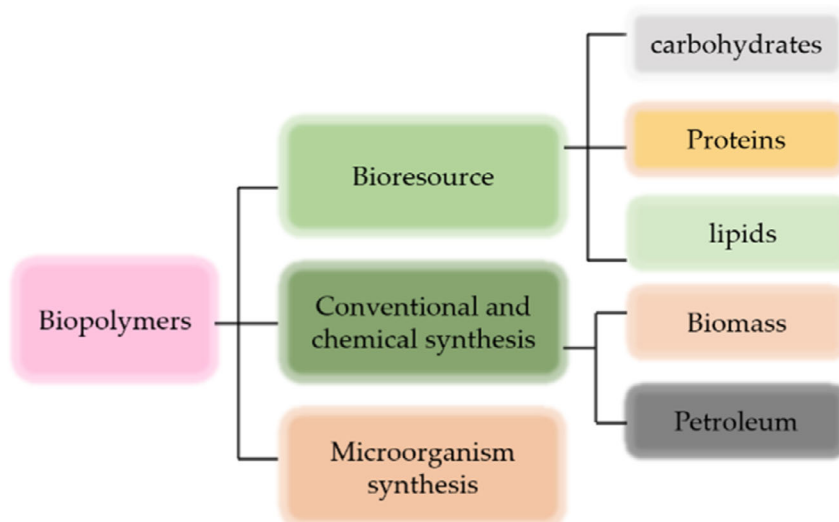 carbohydrates
Proteins
Bioresource
lipids
Biopolymers
Conventional and
chemical synthesis
Biomass
Petroleum
Microorganism
synthesis